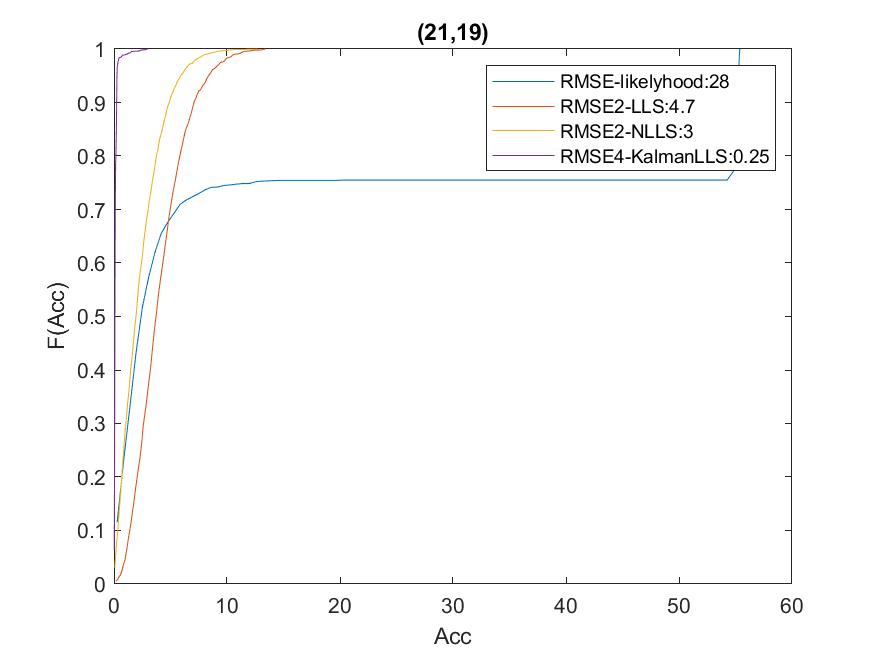 (21,19)
RMSE-likelyhood:28
RMSE2-LLS:4.7
RMSE2-NLLS:3
RMSE4-KalmanLLS:0.25
1
0.9
0.8
0.7
0.6
0.5
0.4
0.3
0.2
0.1
0
F(Acc)
0 10 20 30 40 50 60
Acc